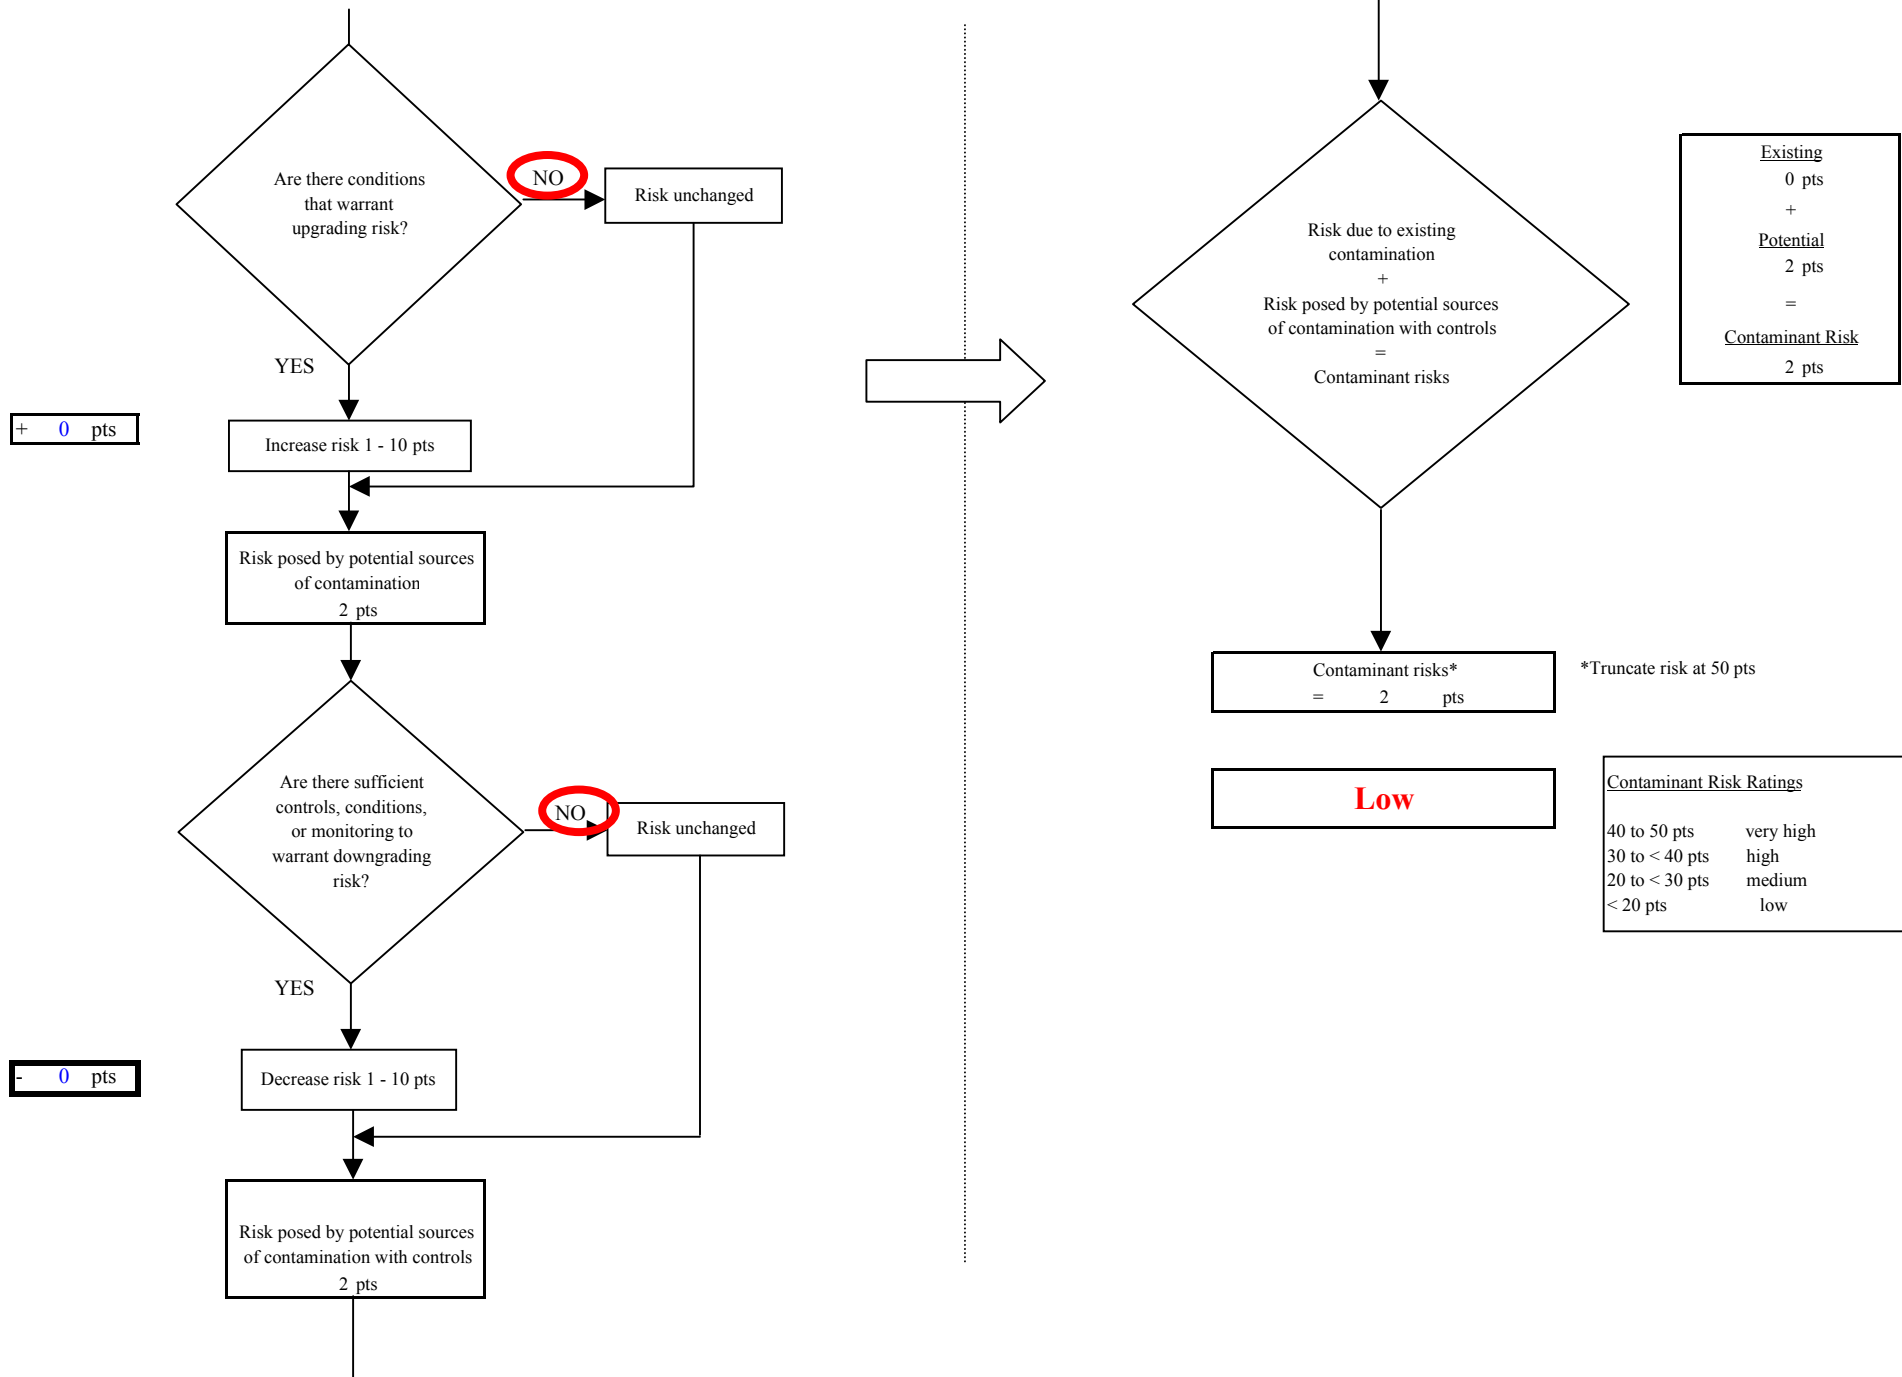 Are there conditions
that warrant
upgrading risk?
NO
Risk unchanged
YES
+ 0 pts
Increase risk 1 - 10 pts
Risk posed by potential sources
of contamination
2 pts
Are there sufficient
controls, conditions,
or monitoring to
warrant downgrading
risk?
NO
Risk unchanged
YES
- 0 pts
Decrease risk 1 - 10 pts
Risk posed by potential sources
of contamination with controls
2 pts
Risk due to existing
contamination
+
Risk posed by potential sources
of contamination with controls
=
Contaminant risks
Existing
0 pts
+
Potential
2 pts
=
Contaminant Risk
2 pts
Contaminant risks*
= 2 pts
*Truncate risk at 50 pts
Low
Contaminant Risk Ratings
40 to 50 pts very high
30 to < 40 pts high
20 to < 30 pts medium
< 20 pts low